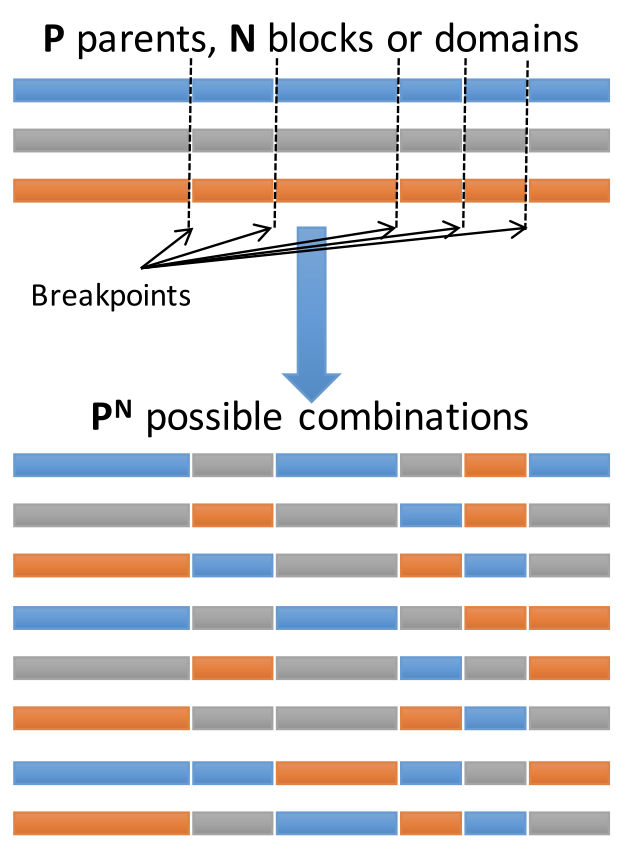 P parents, N blocks or domains
Breakpoints
Pᴺ possible combinations